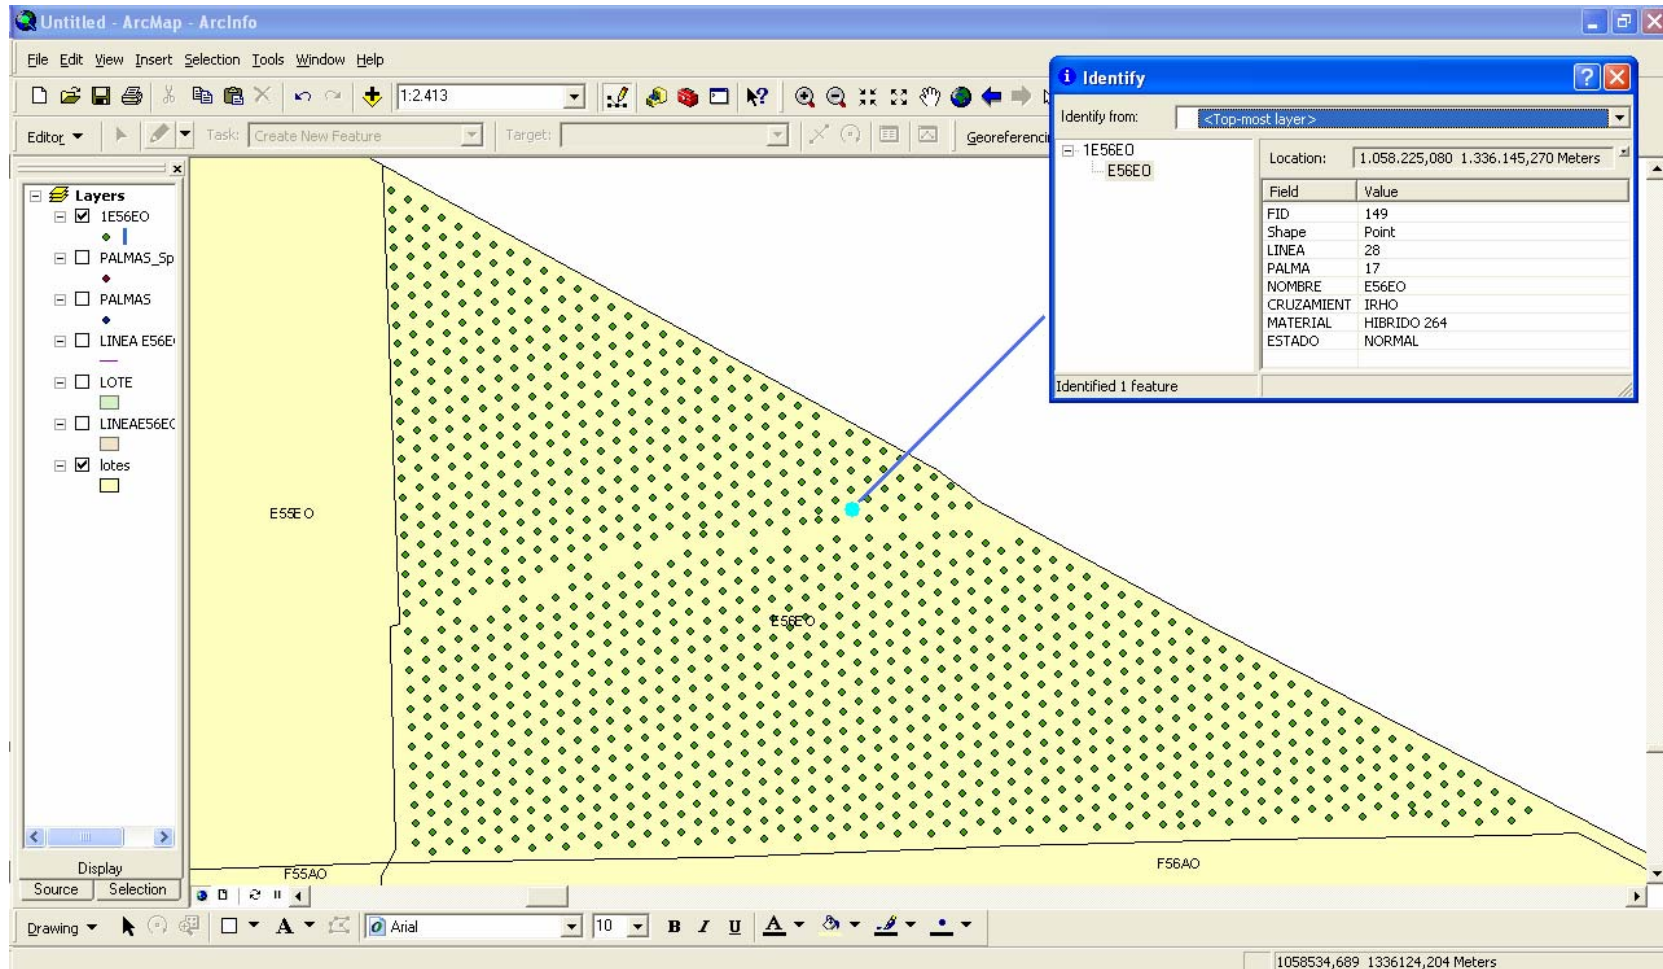 Untitled - ArcMap - ArcInfo
File Edit View Insert Selection Tools Window Help
1:2.413
Editor Task: Create New Feature Target: Georeferencing
Identify
Identify from: <Top-most layer>
1E56EO
E56EO
Location: 1.058.225,080 1.336.145,270 Meters
Field Value
FID 149
Shape Point
LINEA 28
PALMA 17
NOMBRE E56EO
CRUZAMIENT IRHO
MATERIAL HIBRIDO 264
ESTADO NORMAL
Identified 1 feature
Layers
1E56EO
PALMAS_Sp
PALMAS
LINEA E56E
LOTE
LINEAE56EO
lotes
E55EO
E56EO
F55AO
F56AO
Display
Source Selection
Drawing A Arial 10 B I U A
1058534,689 1336124,204 Meters